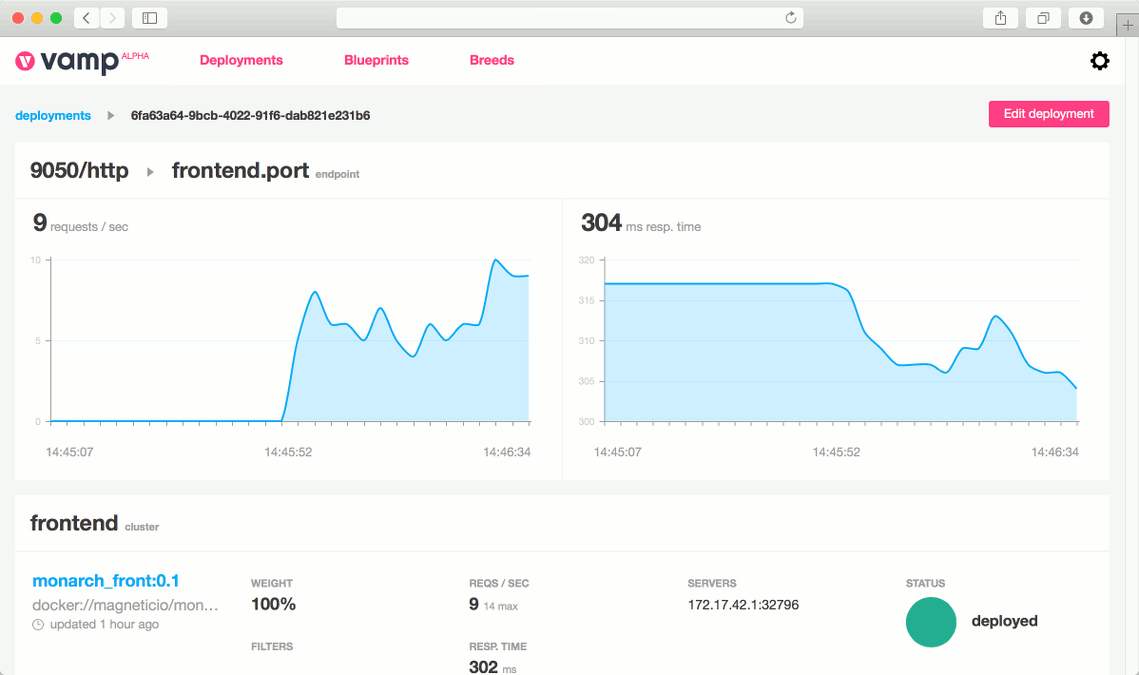 vamp ALPHA Deployments Blueprints Breeds
deployments 6fa63a64-9bcb-4022-91f6-dab821e231b6 Edit deployment
9050/http frontend.port endpoint
9 requests / sec
10
5
0
14:45:07 14:45:52 14:46:34
304 ms resp. time
320
315
310
305
300
14:45:07 14:45:52 14:46:34
frontend cluster
monarch_front:0.1
docker://magneticio/mon...
updated 1 hour ago
WEIGHT
100%
FILTERS
REQS / SEC
9 14 max
RESP. TIME
302 ms
SERVERS
172.17.42.1:32796
STATUS
deployed